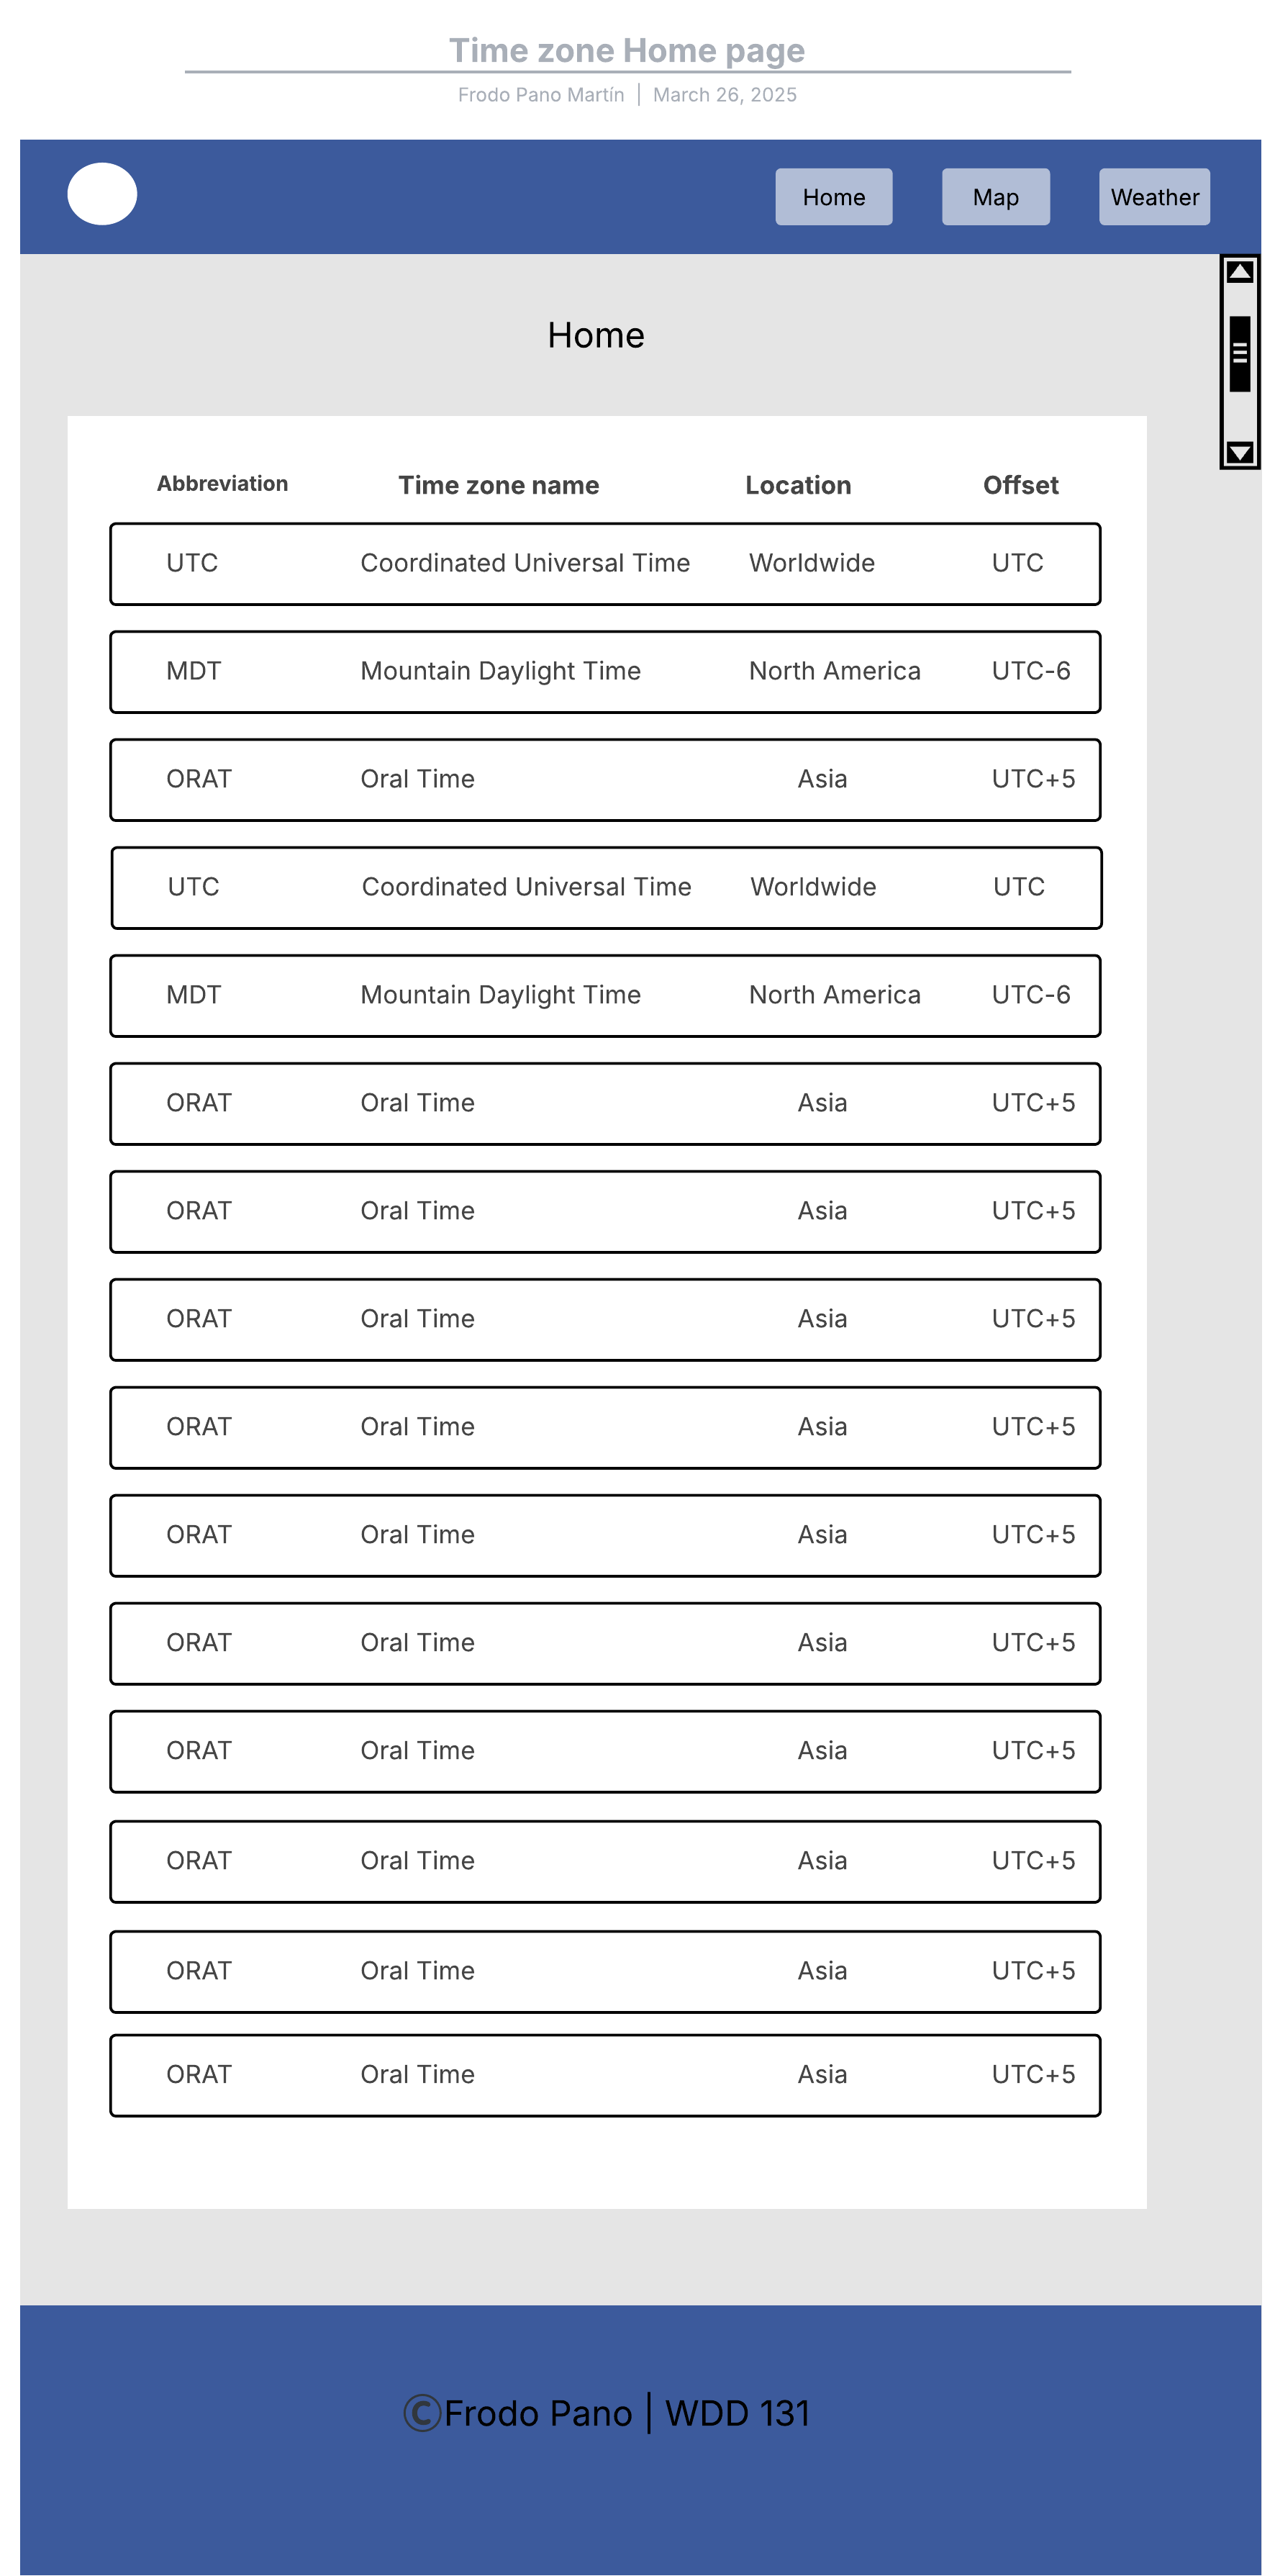 Time zone Home page
Frodo Pano Martín | March 26, 2025
Home Map Weather
Home
Abbreviation Time zone name Location Offset
UTC Coordinated Universal Time Worldwide UTC
MDT Mountain Daylight Time North America UTC-6
ORAT Oral Time Asia UTC+5
UTC Coordinated Universal Time Worldwide UTC
MDT Mountain Daylight Time North America UTC-6
ORAT Oral Time Asia UTC+5
ORAT Oral Time Asia UTC+5
ORAT Oral Time Asia UTC+5
ORAT Oral Time Asia UTC+5
ORAT Oral Time Asia UTC+5
ORAT Oral Time Asia UTC+5
ORAT Oral Time Asia UTC+5
ORAT Oral Time Asia UTC+5
ORAT Oral Time Asia UTC+5
ORAT Oral Time Asia UTC+5
©Frodo Pano | WDD 131